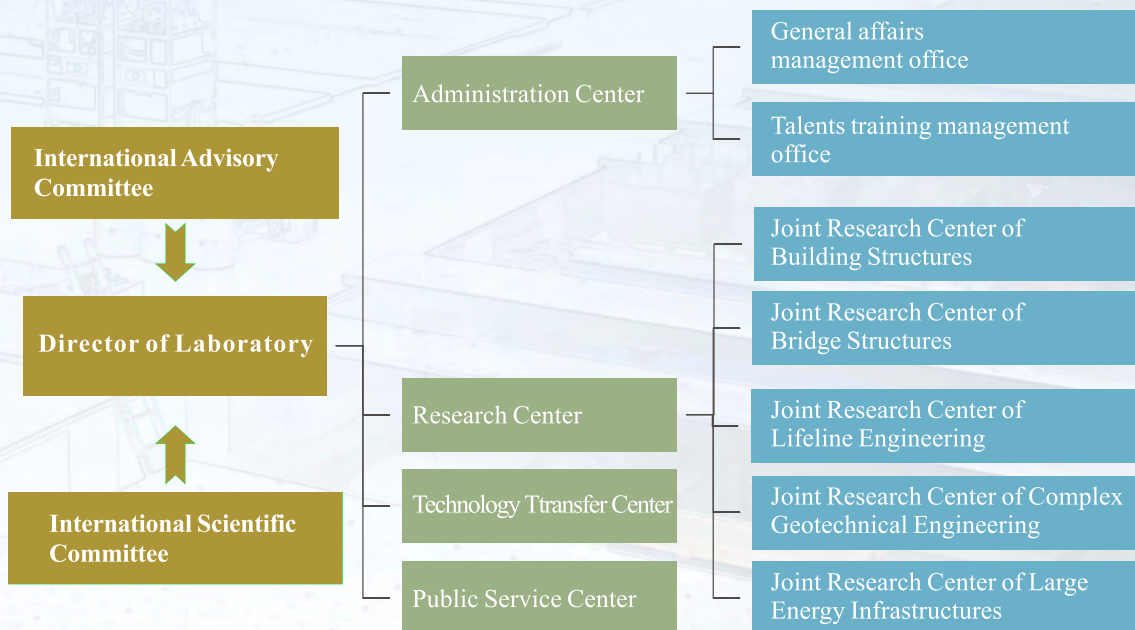 International Advisory
Committee
Director of Laboratory
International Scientific
Committee
Administration Center
Research Center
Technology Ttransfer Center
Public Service Center
General affairs
management office
Talents training management
office
Joint Research Center of
Building Structures
Joint Research Center of
Bridge Structures
Joint Research Center of
Lifeline Engineering
Joint Research Center of Complex
Geotechnical Engineering
Joint Research Center of Large
Energy Infrastructures